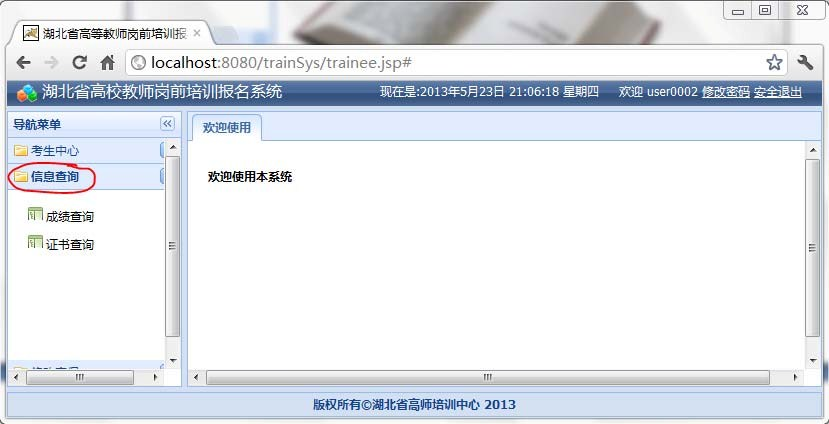 湖北省高等教师岗前培训报
localhost:8080/trainSys/trainee.jsp#
湖北省高校教师岗前培训报名系统
现在是:2013年5月23日 21:06:18 星期四 欢迎 user0002 修改密码 安全退出
导航菜单
欢迎使用
考生中心
信息查询
欢迎使用本系统
成绩查询
证书查询
版权所有©湖北省高师培训中心 2013